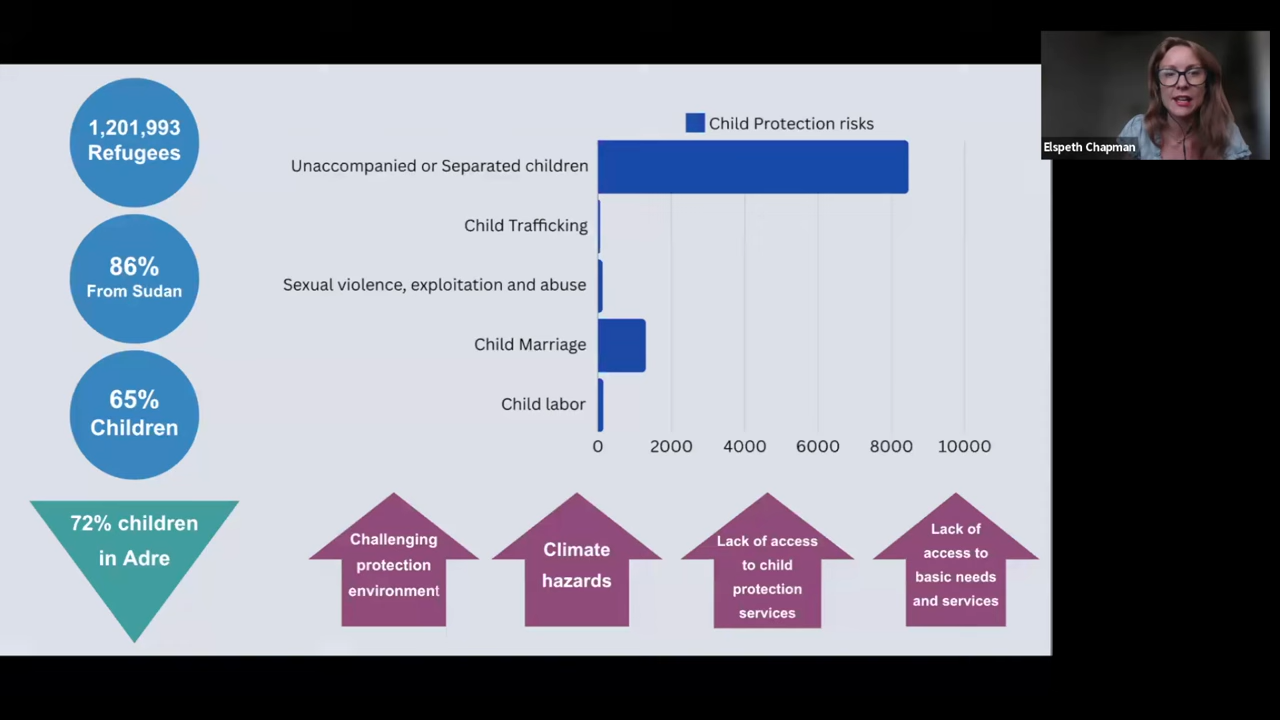 1,201,993
Refugees
86%
From Sudan
65%
Children
72% children
in Adre
Child Protection risks
Unaccompanied or Separated children
Child Trafficking
Sexual violence, exploitation and abuse
Child Marriage
Child labor
0 2000 4000 6000 8000 10000
Challenging
protection
environment
Climate
hazards
Lack of access
to child
protection
services
Lack of
access to
basic needs
and services
Elspeth Chapman